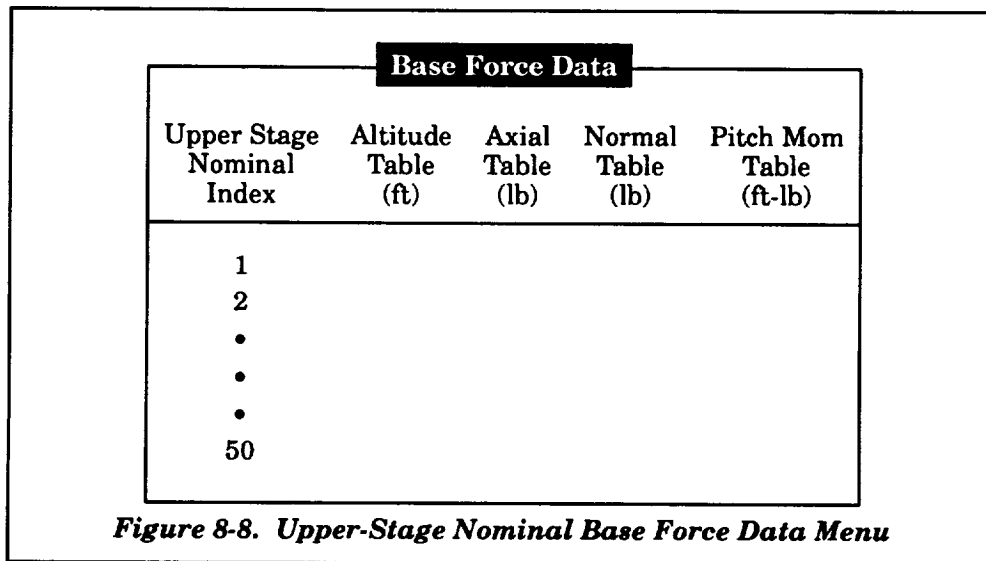 Base Force Data
Upper Stage Altitude Axial Normal Pitch Mom
Nominal Table Table Table Table
Index (ft) (lb) (lb) (ft-lb)
1
2
•
•
•
50
Figure 8-8. Upper-Stage Nominal Base Force Data Menu